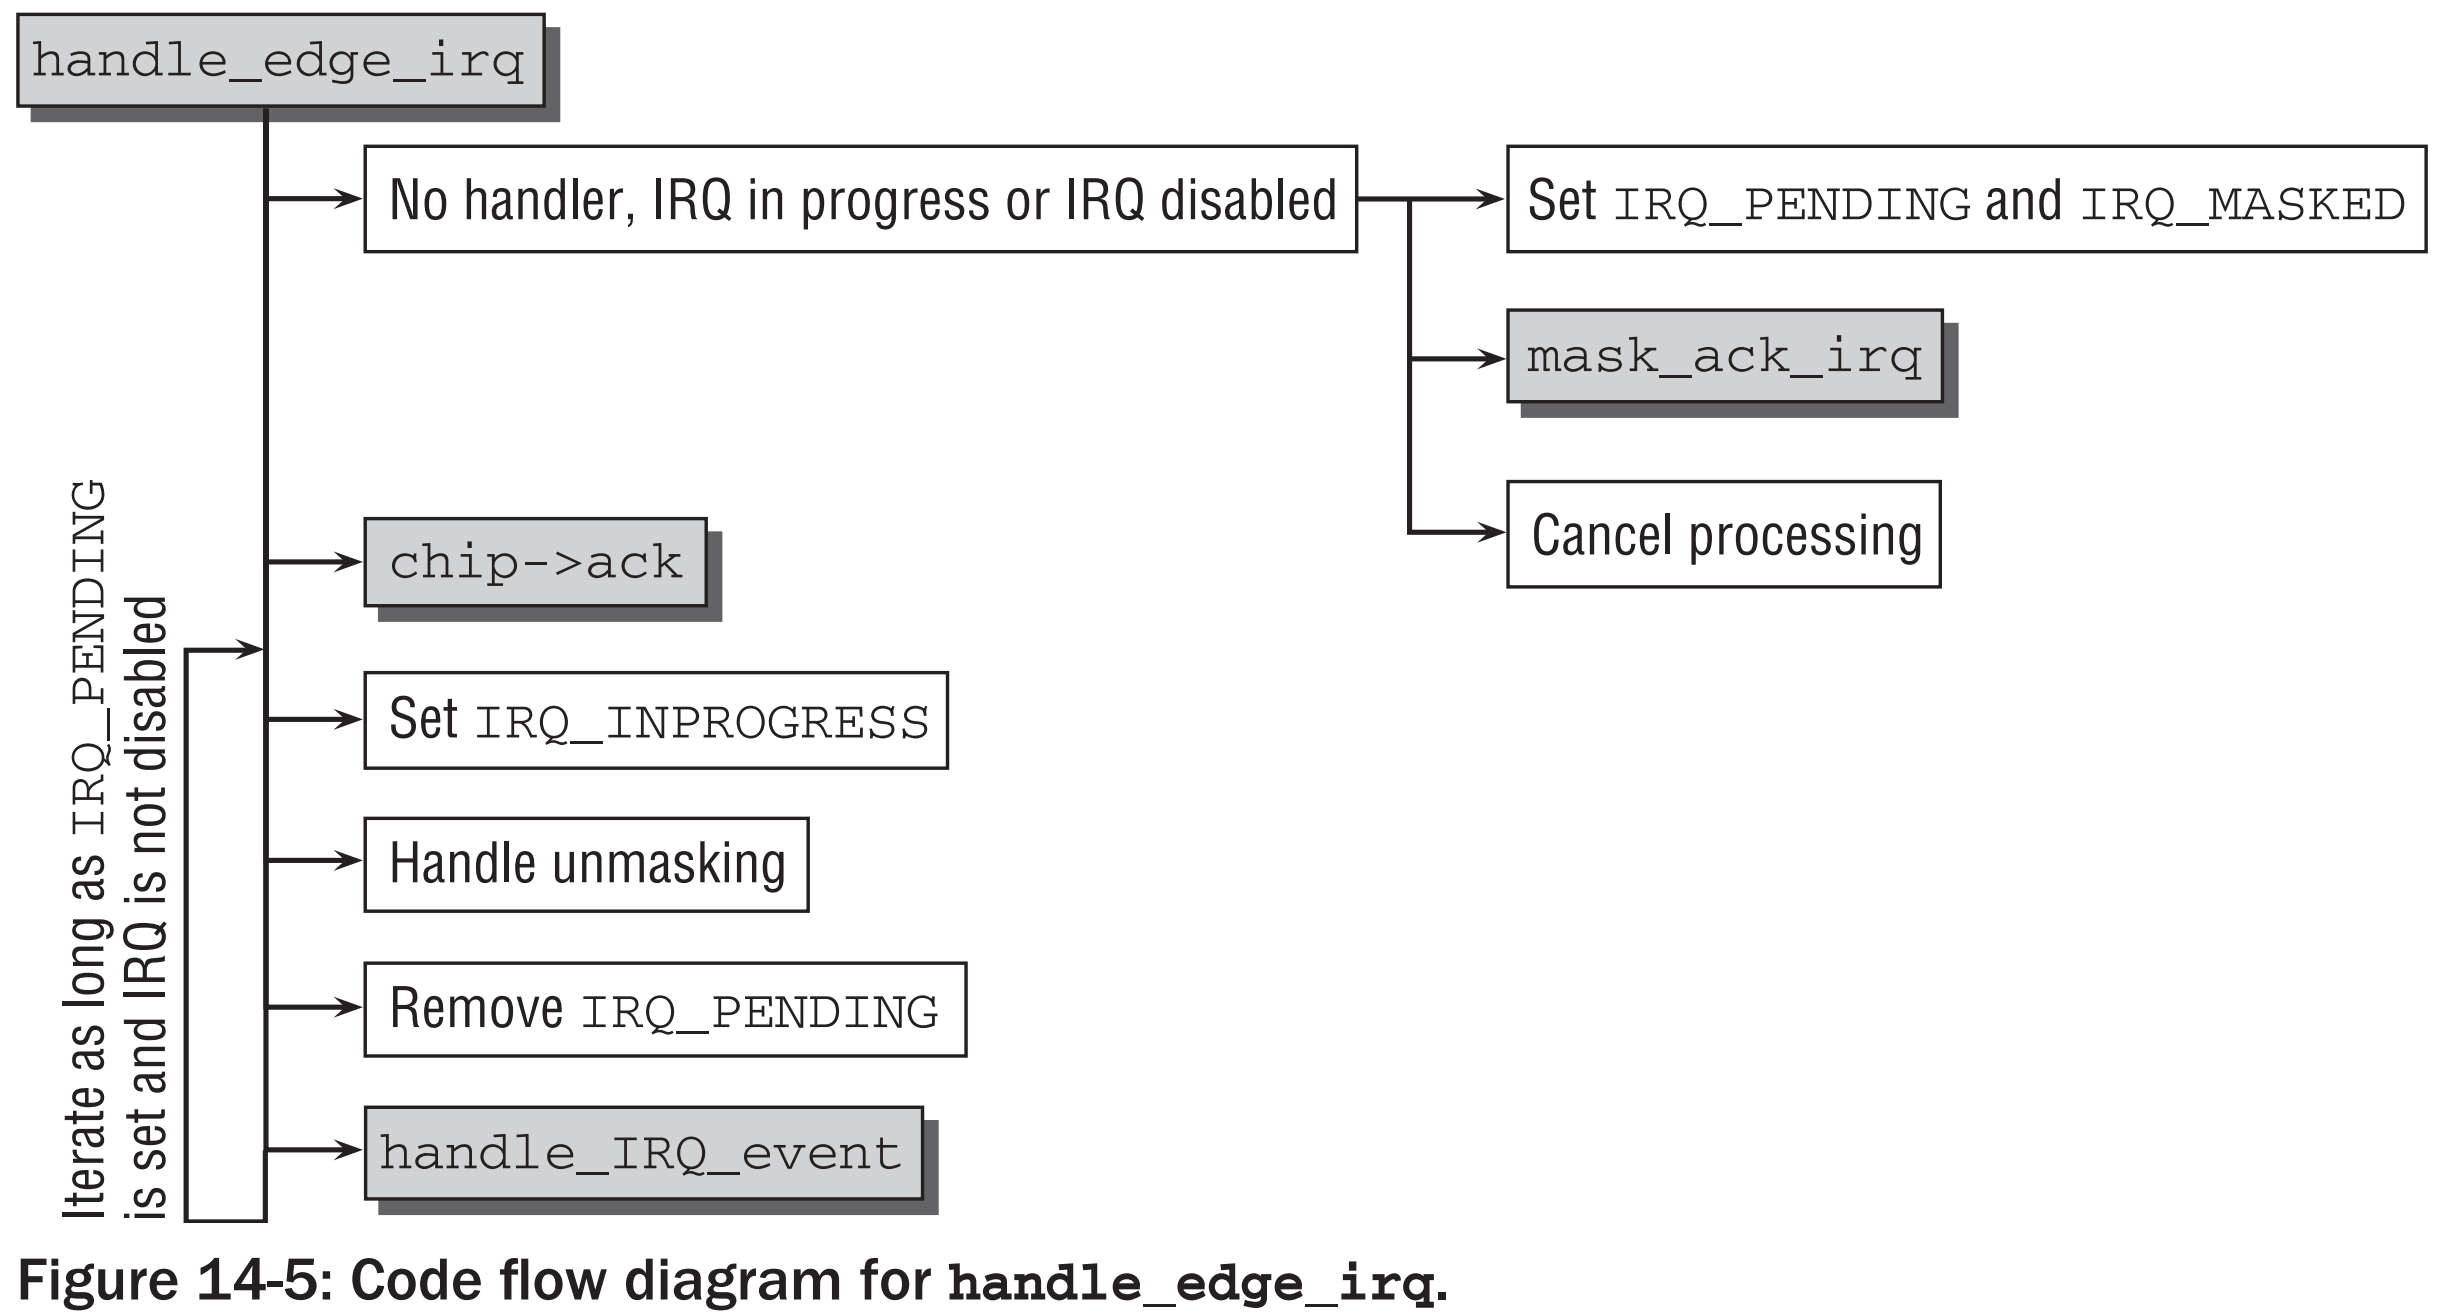 handle_edge_irq
No handler, IRQ in progress or IRQ disabled
Set IRQ_PENDING and IRQ_MASKED
mask_ack_irq
Cancel processing
chip->ack
Set IRQ_INPROGRESS
Handle unmasking
Remove IRQ_PENDING
handle_IRQ_event
Iterate as long as IRQ_PENDING
is set and IRQ is not disabled
Figure 14-5: Code flow diagram for handle_edge_irq.